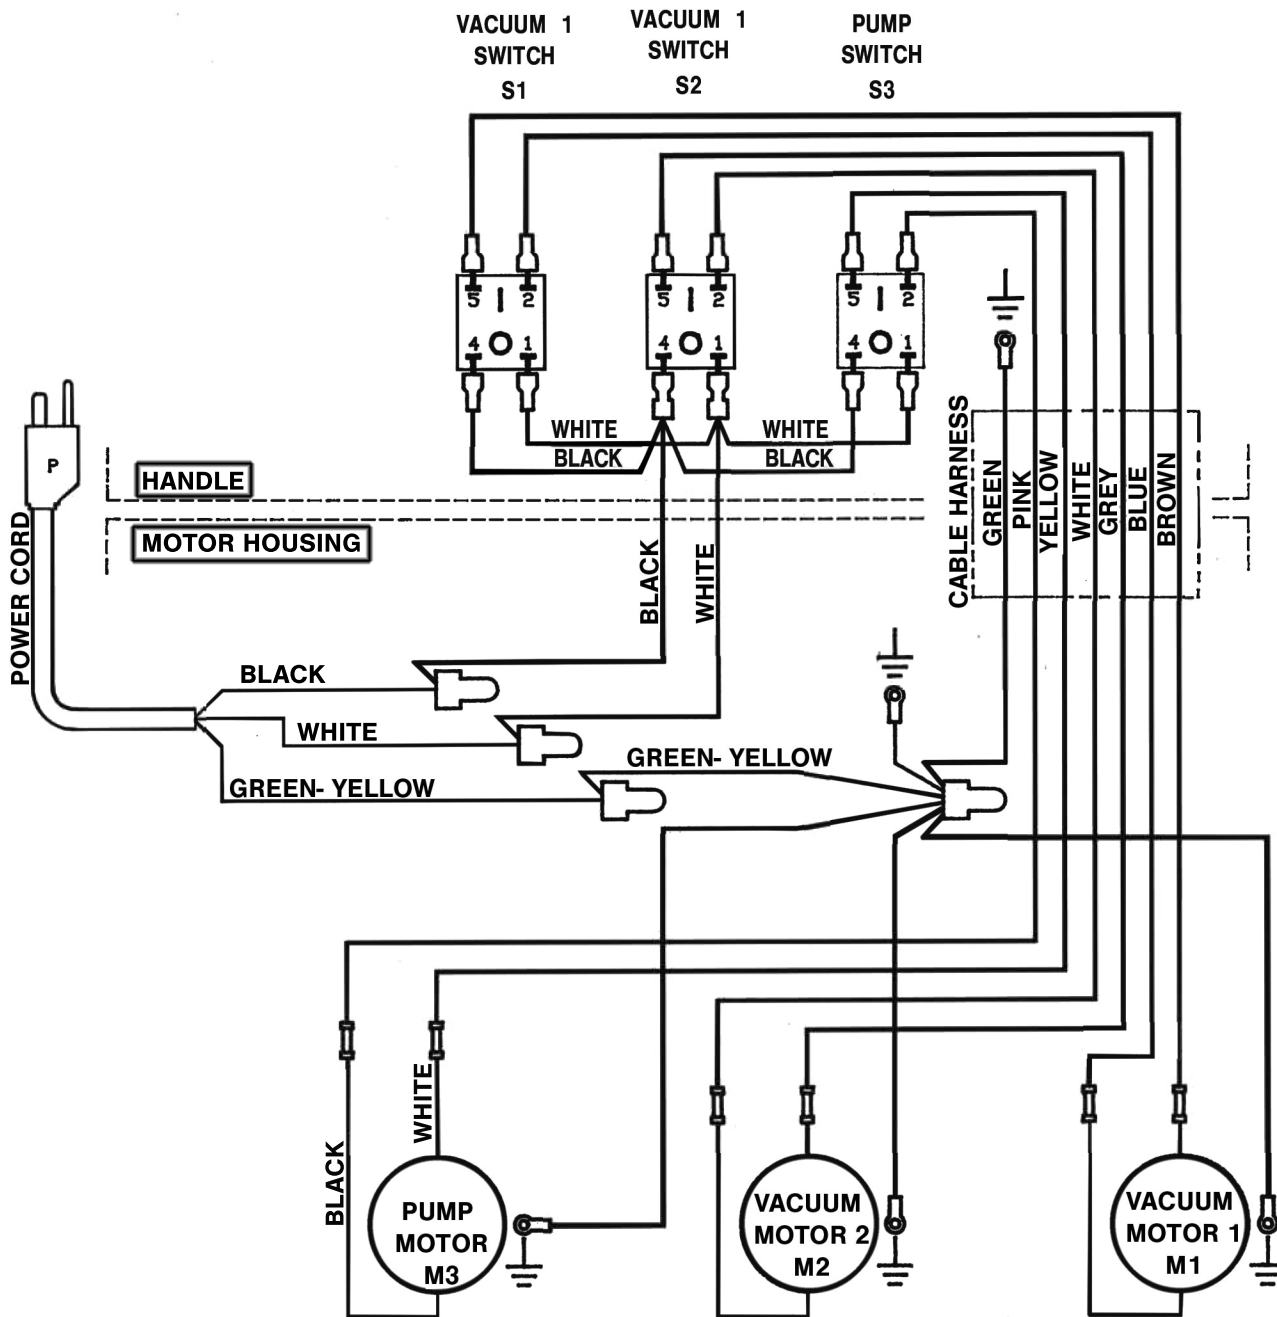 VACUUM 1
SWITCH
S1
VACUUM 1
SWITCH
S2
PUMP
SWITCH
S3
5 2
4 1
5 2
4 1
5 2
4 1
WHITE
BLACK
WHITE
BLACK
P
HANDLE
MOTOR HOUSING
POWER CORD
CABLE HARNESS
GREEN
PINK
YELLOW
WHITE
GREY
BLUE
BROWN
BLACK
WHITE
BLACK
WHITE
GREEN- YELLOW
GREEN- YELLOW
WHITE
BLACK
PUMP
MOTOR
M3
VACUUM
MOTOR 2
M2
VACUUM
MOTOR 1
M1